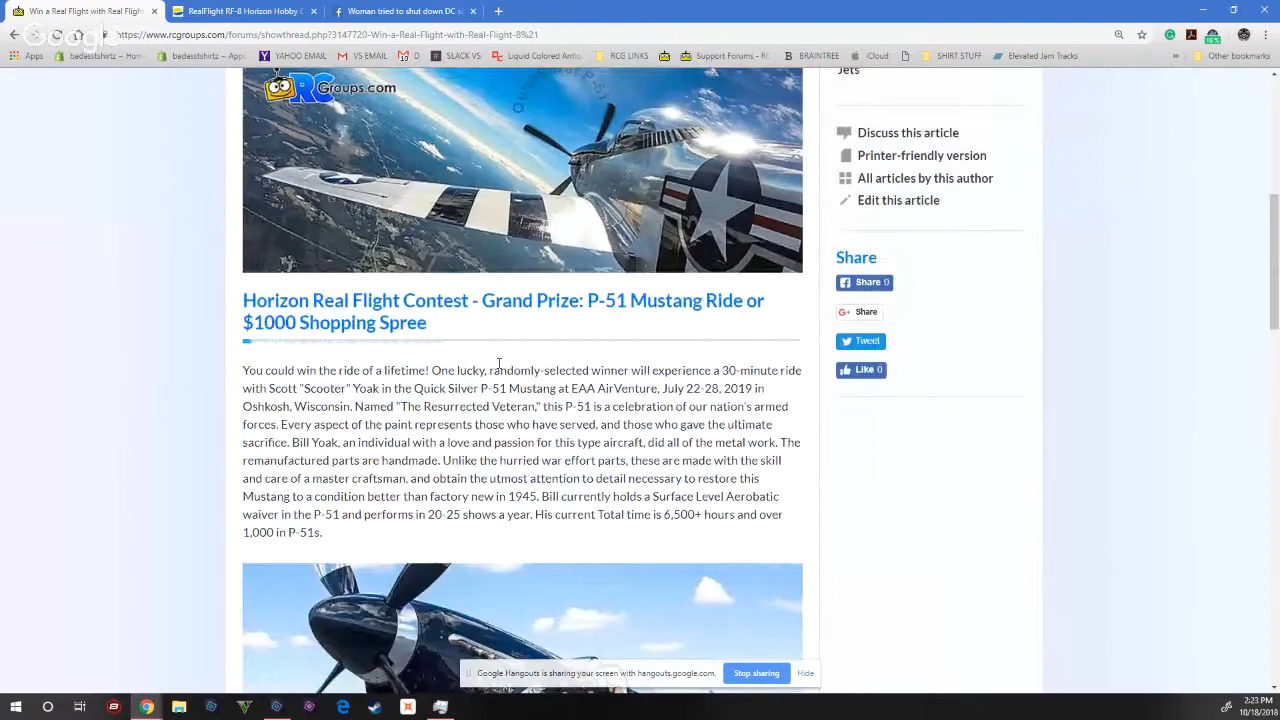 Win a Real Flight with Real Flight
RealFlight RF-8 Horizon Hobby E
Woman tried to shut down DC s
https://www.rcgroups.com/forums/showthread.php?3147720-Win-a-Real-Flight-with-Real-Flight-8%21
Apps
badasstshirtz ~ Hom
badasstshirtz ~ Apps
YAHOO EMAIL
VS EMAIL
D
SLACK VS
Liquid Colored Antiqu
RCG LINKS
Support Forums - RC
BRAINTREE
iCloud
SHIRT STUFF
Elevated Jam Tracks
»
Other bookmarks
RCGroups.com
Jets
Discuss this article
Printer-friendly version
All articles by this author
Edit this article
Share
Share 0
G+ Share
Tweet
Like 0
Horizon Real Flight Contest - Grand Prize: P-51 Mustang Ride or
$1000 Shopping Spree
You could win the ride of a lifetime! One lucky, randomly-selected winner will experience a 30-minute ride
with Scott "Scooter" Yoak in the Quick Silver P-51 Mustang at EAA AirVenture, July 22-28, 2019 in
Oshkosh, Wisconsin. Named "The Resurrected Veteran," this P-51 is a celebration of our nation's armed
forces. Every aspect of the paint represents those who have served, and those who gave the ultimate
sacrifice. Bill Yoak, an individual with a love and passion for this type aircraft, did all of the metal work. The
remanufactured parts are handmade. Unlike the hurried war effort parts, these are made with the skill
and care of a master craftsman, and obtain the utmost attention to detail necessary to restore this
Mustang to a condition better than factory new in 1945. Bill currently holds a Surface Level Aerobatic
waiver in the P-51 and performs in 20-25 shows a year. His current Total time is 6,500+ hours and over
1,000 in P-51s.
Google Hangouts is sharing your screen with hangouts.google.com.
Stop sharing
Hide
2:23 PM
10/18/2018